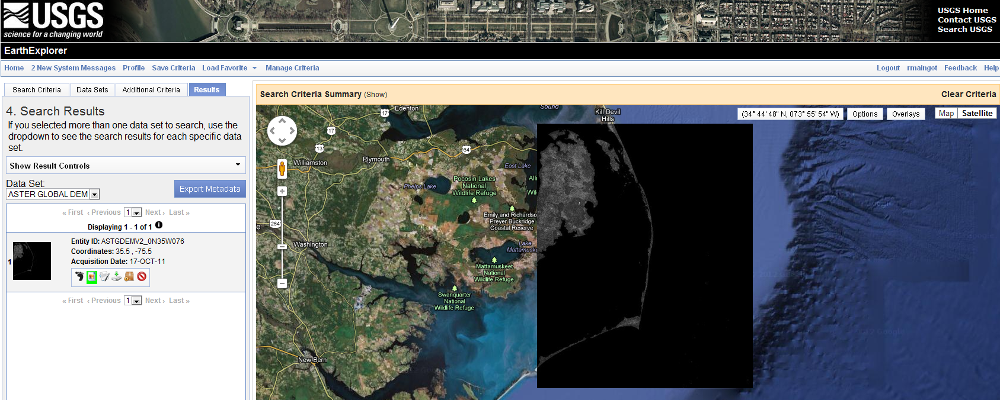 USGS
science for a changing world
USGS Home
Contact USGS
Search USGS
EarthExplorer
Home 2 New System Messages Profile Save Criteria Load Favorite Manage Criteria Logout rmaingot Feedback Help
Search Criteria Data Sets Additional Criteria Results
4. Search Results
If you selected more than one data set to search, use the
dropdown to see the search results for each specific data
set.
Show Result Controls
Data Set:
ASTER GLOBAL DEM
Export Metadata
« First ‹ Previous 1 Next › Last »
Displaying 1 - 1 of 1
1
Entity ID: ASTGDEMV2_0N35W076
Coordinates: 35.5 , -75.5
Acquisition Date: 17-OCT-11
« First ‹ Previous 1 Next › Last »
Search Criteria Summary (Show)
Clear Criteria
(34° 44' 48" N, 073° 55' 54" W)
Options
Overlays
Map Satellite
Edenton
Sound
Kill Devil
Hills
17
17
13
64
Williamston
Plymouth
East Lake
Phelps Lake
Pocosin Lakes
National
Wildlife Refuge
Alli
Wil
Emily and Richardso
Preyer Buckridge
Coastal Reserve
264
e
Washington
Lake
Mattamuske
Mattamuskeet
National
Wildlife Refuge
Swanquarter
National
Wildlife Refuge
New Bern